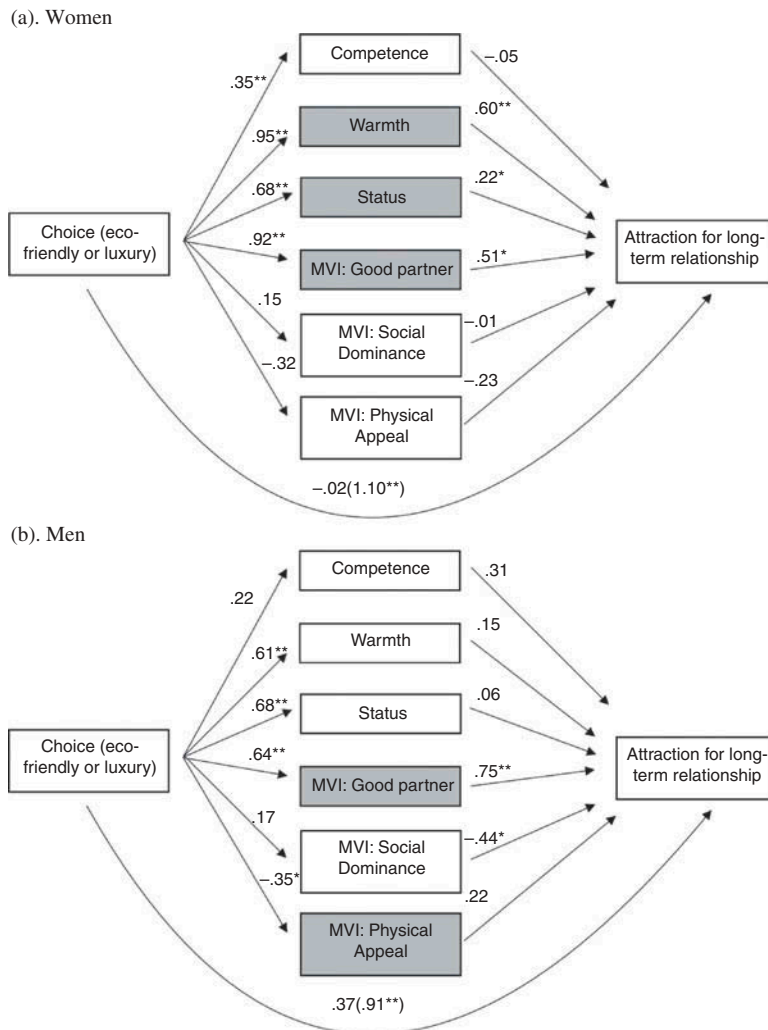 (a). Women
Competence
Warmth
Status
MVI: Good partner
MVI: Social
Dominance
MVI: Physical
Appeal
Choice (eco-
friendly or luxury)
Attraction for long-
term relationship
.35**
.95**
.68**
.92**
.15
–.32
–.05
.60**
.22*
.51*
–.01
–.23
–.02(1.10**)
(b). Men
Competence
Warmth
Status
MVI: Good partner
MVI: Social
Dominance
MVI: Physical
Appeal
Choice (eco-
friendly or luxury)
Attraction for long-
term relationship
.22
.61**
.68**
.64**
.17
–.35*
.31
.15
.06
.75**
–.44*
.22
.37(.91**)